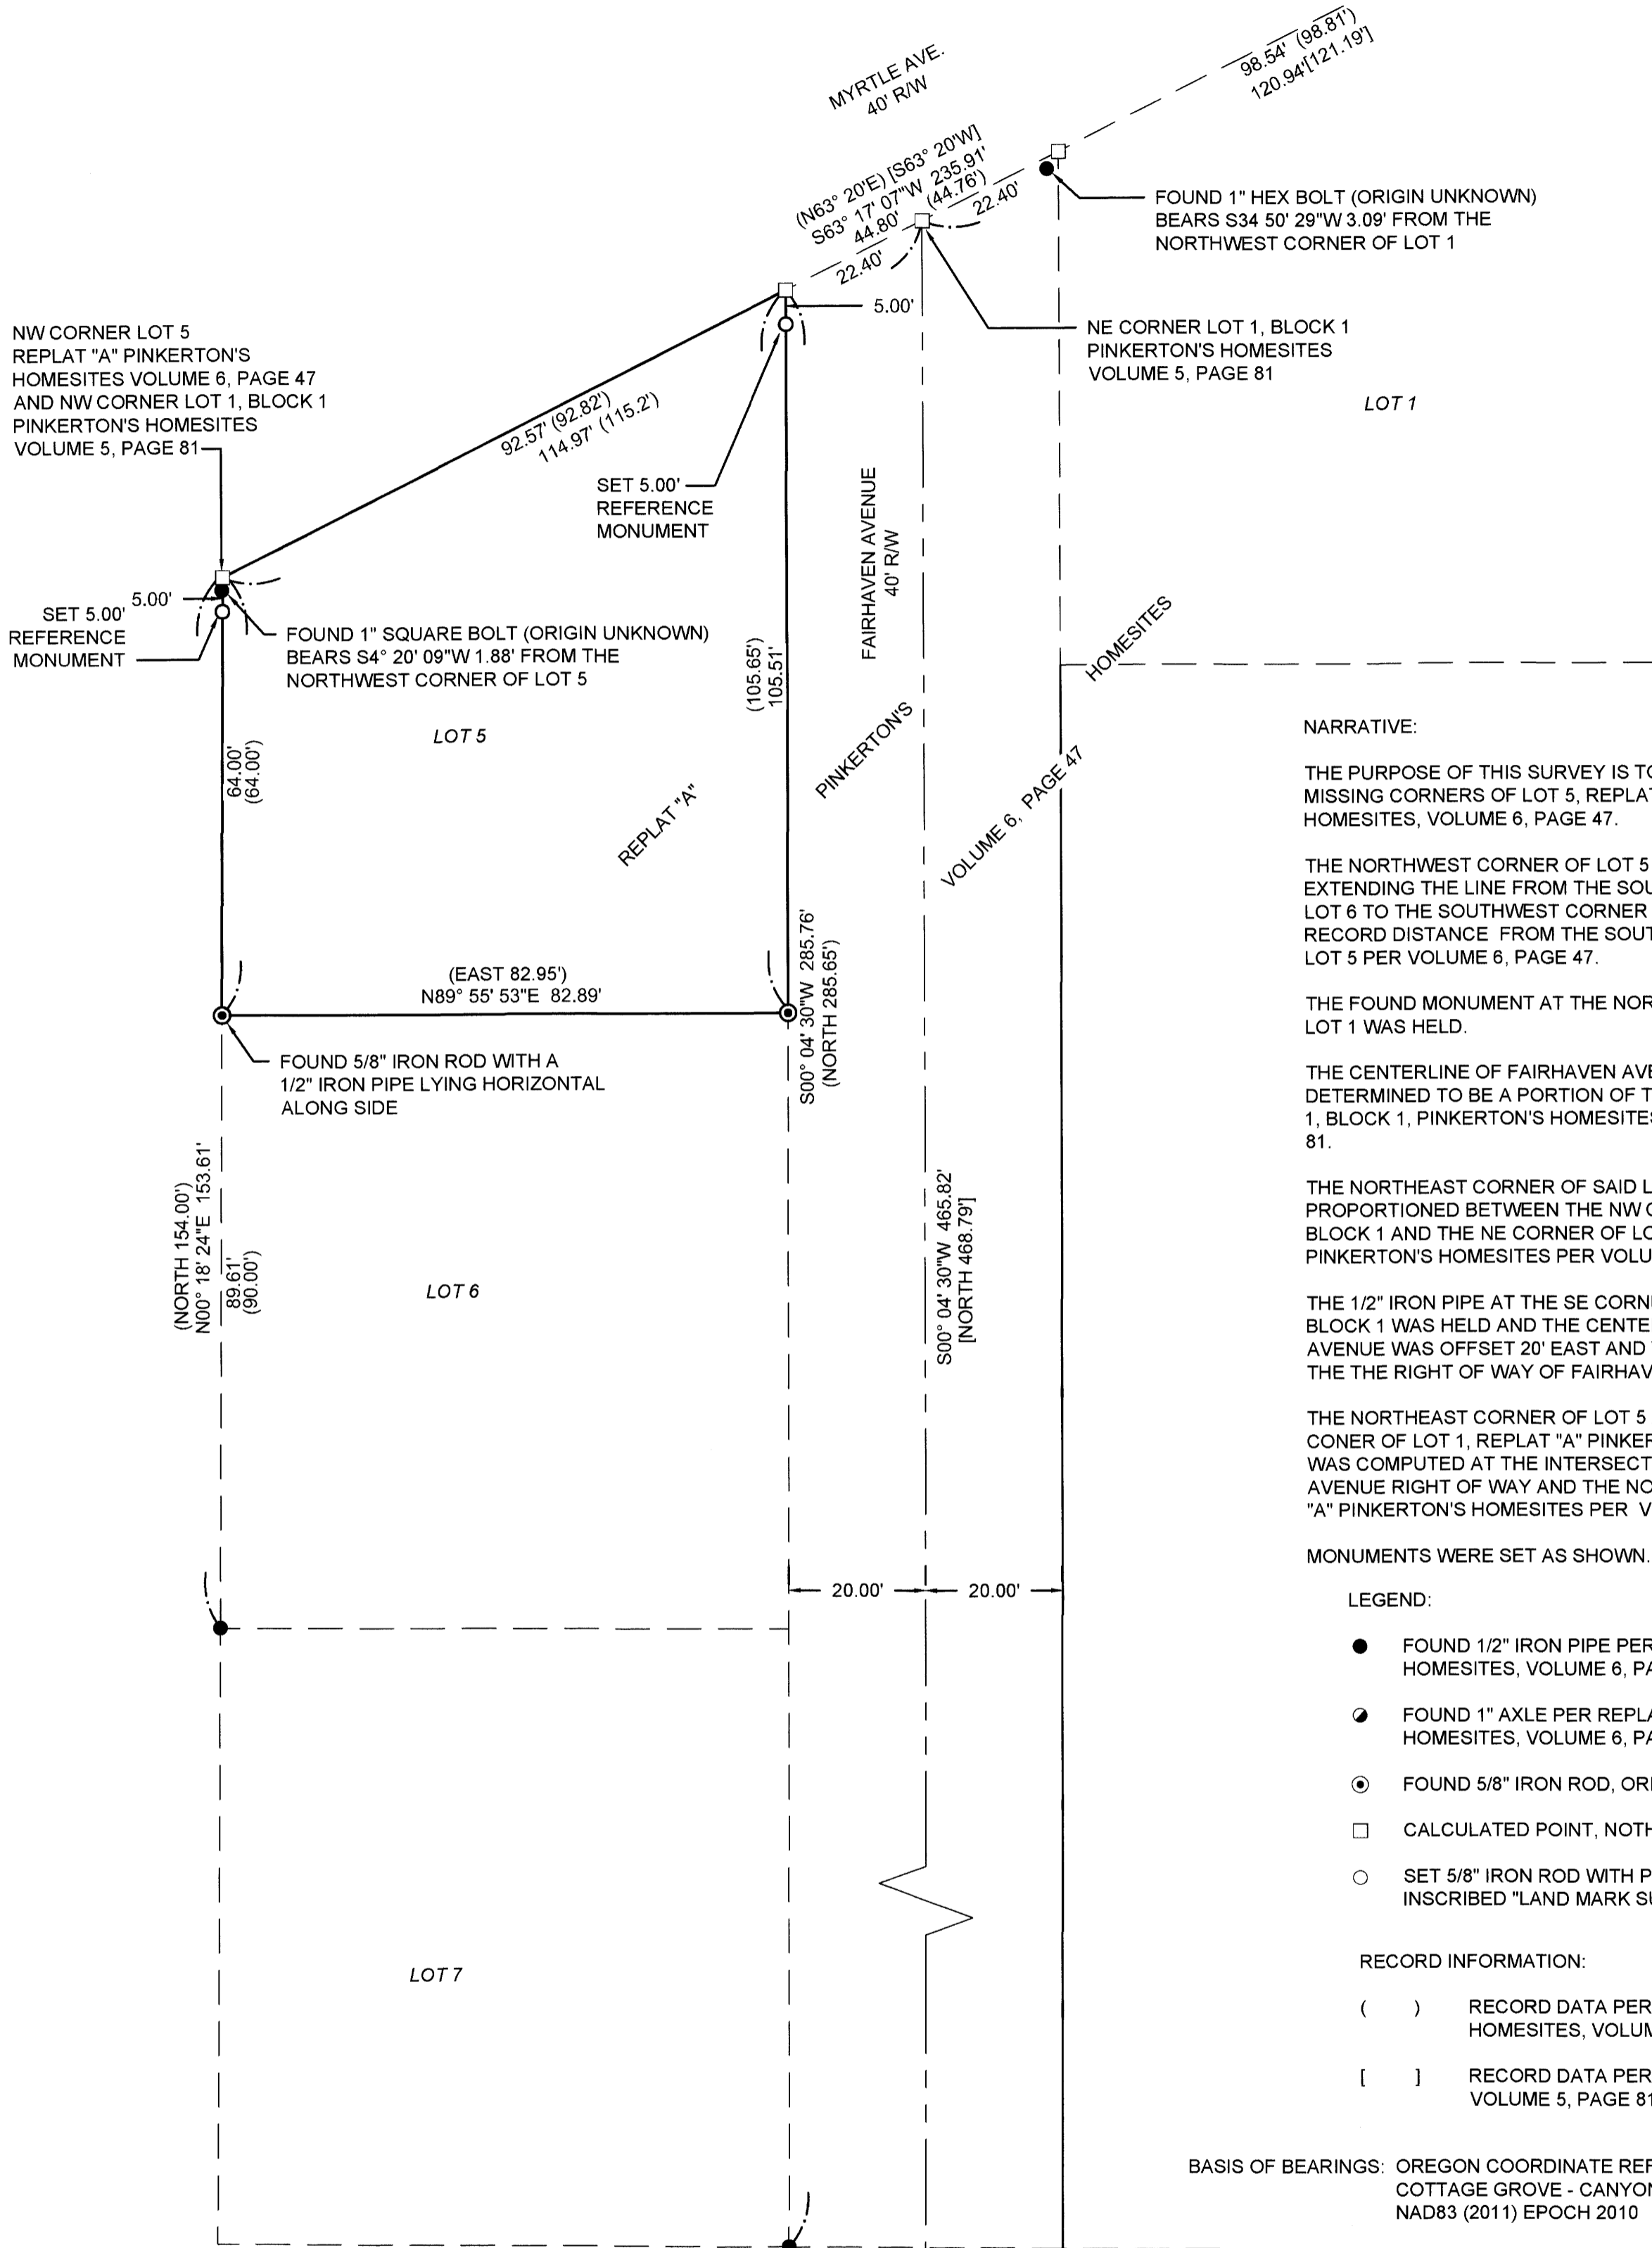 MYRTLE AVE.
40' R/W
98.54' (98.81')
120.94'[121.19']
(N63° 20'E) [S63° 20'W]
S63° 17' 07"W 235.91'
44.80' (44.76')
22.40'
22.40'
FOUND 1" HEX BOLT (ORIGIN UNKNOWN)
BEARS S34 50' 29"W 3.09' FROM THE
NORTHWEST CORNER OF LOT 1
5.00'
NE CORNER LOT 1, BLOCK 1
PINKERTON'S HOMESITES
VOLUME 5, PAGE 81
LOT 1
NW CORNER LOT 5
REPLAT "A" PINKERTON'S
HOMESITES VOLUME 6, PAGE 47
AND NW CORNER LOT 1, BLOCK 1
PINKERTON'S HOMESITES
VOLUME 5, PAGE 81
92.57' (92.82')
114.97' (115.2')
SET 5.00'
REFERENCE
MONUMENT
FAIRHAVEN AVENUE
40' R/W
5.00'
SET 5.00'
REFERENCE
MONUMENT
FOUND 1" SQUARE BOLT (ORIGIN UNKNOWN)
BEARS S4° 20' 09"W 1.88' FROM THE
NORTHWEST CORNER OF LOT 5
(105.65')
105.51'
64.00'
(64.00')
LOT 5
REPLAT "A"
PINKERTON'S
HOMESITES
VOLUME 6, PAGE 47
(EAST 82.95')
N89° 55' 53"E 82.89'
S00° 04' 30"W 285.76'
(NORTH 285.65')
FOUND 5/8" IRON ROD WITH A
1/2" IRON PIPE LYING HORIZONTAL
ALONG SIDE
(NORTH 154.00')
N00° 18' 24"E 153.61'
89.61'
(90.00')
LOT 6
S00° 04' 30"W 465.82'
[NORTH 468.79']
20.00'
20.00'
LOT 7
NARRATIVE:
THE PURPOSE OF THIS SURVEY IS TO
MISSING CORNERS OF LOT 5, REPLAT
HOMESITES, VOLUME 6, PAGE 47.
THE NORTHWEST CORNER OF LOT 5
EXTENDING THE LINE FROM THE SOU
LOT 6 TO THE SOUTHWEST CORNER
RECORD DISTANCE FROM THE SOUT
LOT 5 PER VOLUME 6, PAGE 47.
THE FOUND MONUMENT AT THE NOR
LOT 1 WAS HELD.
THE CENTERLINE OF FAIRHAVEN AVE
DETERMINED TO BE A PORTION OF T
1, BLOCK 1, PINKERTON'S HOMESITES
81.
THE NORTHEAST CORNER OF SAID L
PROPORTIONED BETWEEN THE NW C
BLOCK 1 AND THE NE CORNER OF LO
PINKERTON'S HOMESITES PER VOLU
THE 1/2" IRON PIPE AT THE SE CORN
BLOCK 1 WAS HELD AND THE CENTE
AVENUE WAS OFFSET 20' EAST AND
THE THE RIGHT OF WAY OF FAIRHAV
THE NORTHEAST CORNER OF LOT 5
CONER OF LOT 1, REPLAT "A" PINKER
WAS COMPUTED AT THE INTERSECT
AVENUE RIGHT OF WAY AND THE NO
"A" PINKERTON'S HOMESITES PER V
MONUMENTS WERE SET AS SHOWN.
LEGEND:
FOUND 1/2" IRON PIPE PER
HOMESITES, VOLUME 6, PA
FOUND 1" AXLE PER REPLA
HOMESITES, VOLUME 6, PA
FOUND 5/8" IRON ROD, ORI
CALCULATED POINT, NOTH
SET 5/8" IRON ROD WITH P
INSCRIBED "LAND MARK SU
RECORD INFORMATION:
( ) RECORD DATA PER
HOMESITES, VOLUM
[ ] RECORD DATA PER
VOLUME 5, PAGE 81
BASIS OF BEARINGS: OREGON COORDINATE REF
COTTAGE GROVE - CANYON
NAD83 (2011) EPOCH 2010